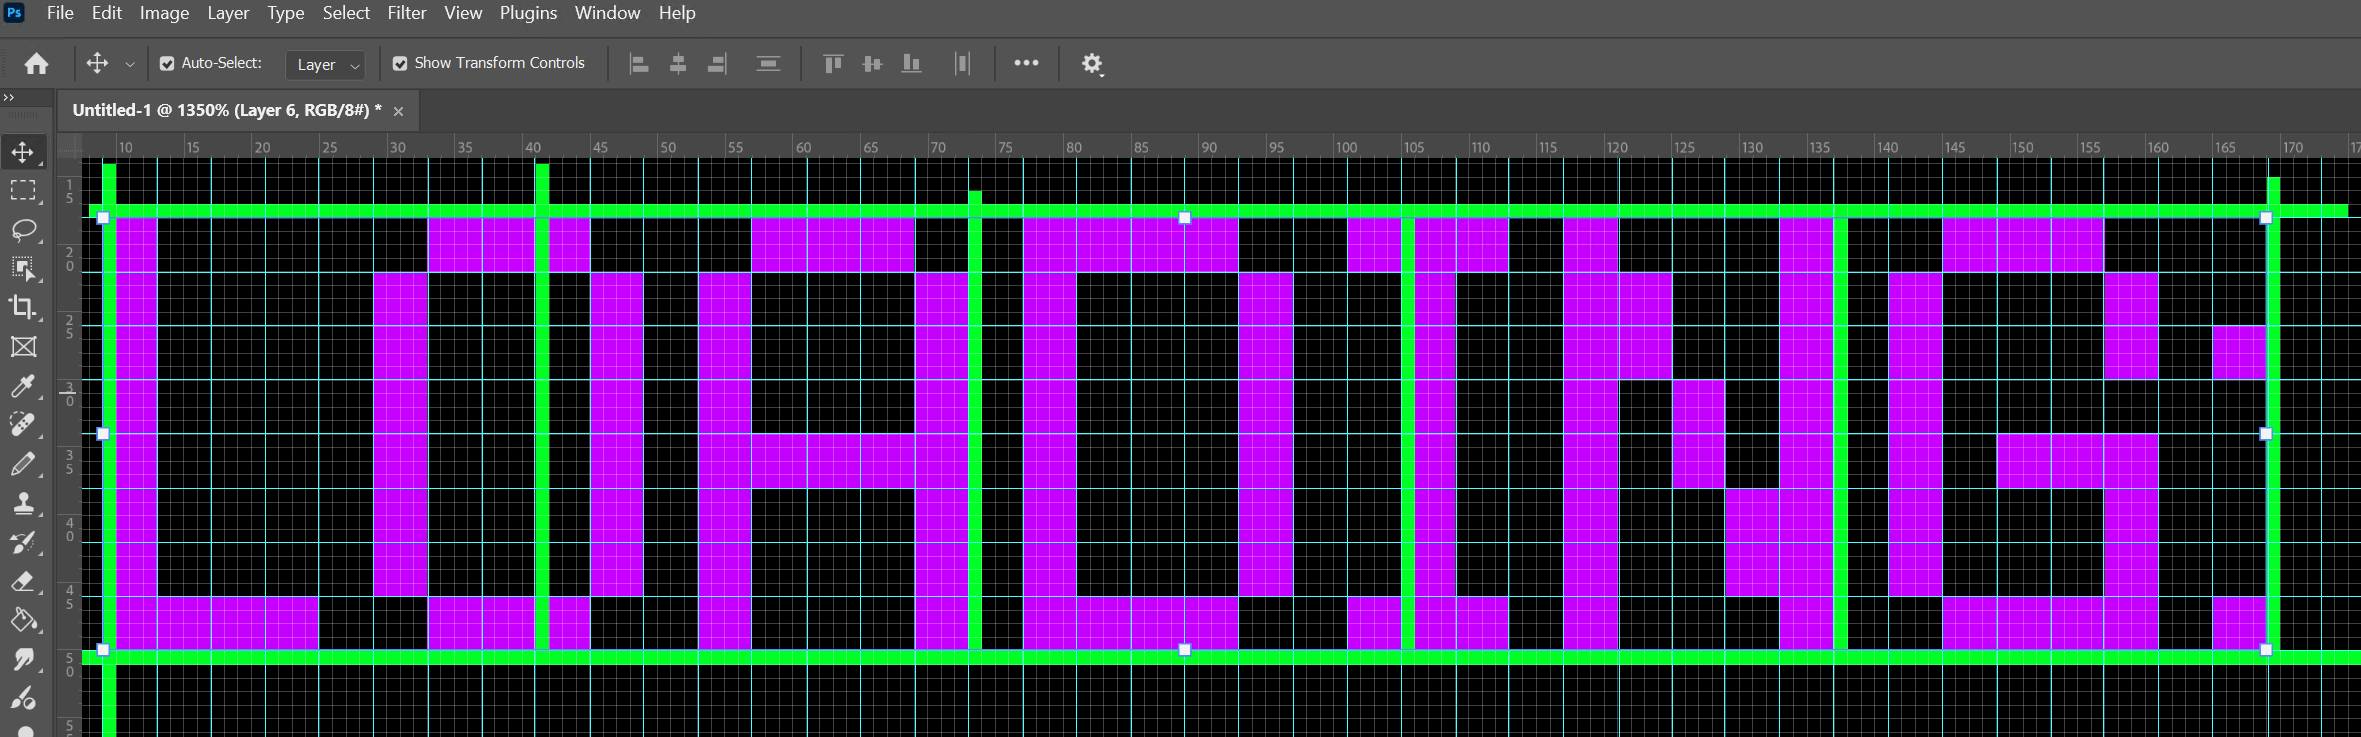 Ps File Edit Image Layer Type Select Filter View Plugins Window Help
Auto-Select: Layer Show Transform Controls
Untitled-1 @ 1350% (Layer 6, RGB/8#) *
10 15 20 25 30 35 40 45 50 55 60 65 70 75 80 85 90 95 100 105 110 115 120 125 130 135 140 145 150 155 160 165 170 17
15
20
25
30
35
40
45
50
5
LOADING: